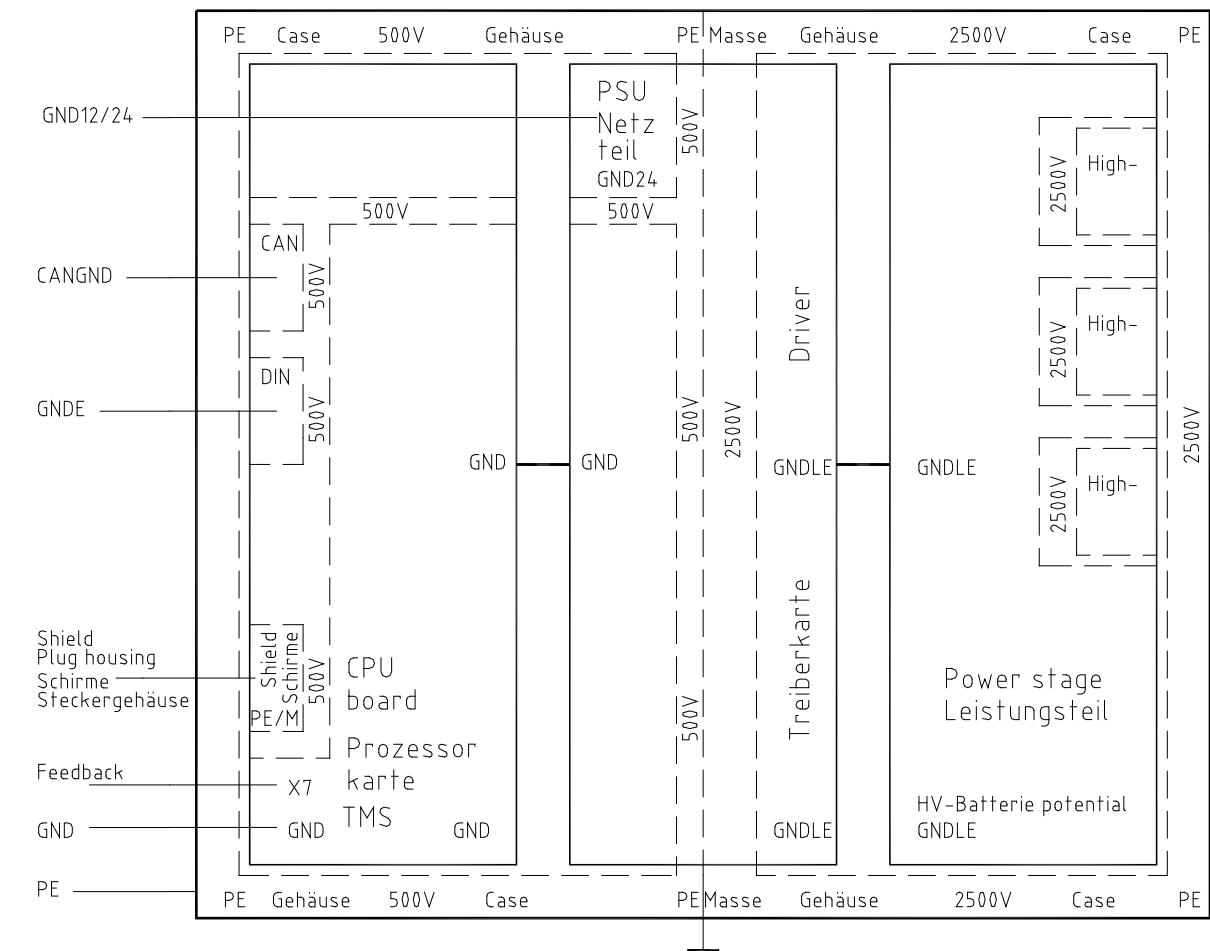 PE Case 500V Gehäuse PE Masse Gehäuse 2500V Case PE
GND12/24
PSU
Netz
teil
GND24
500V
500V
500V
CAN
CANGND
500V
DIN
GNDE
500V
GND
GND
500V
2500V
Driver
GNDLE
GNDLE
2500V
High-
2500V
High-
2500V
High-
2500V
Shield
Plug housing
Schirme
Steckergehäuse
Shield
Schirme
500V
PE/M
CPU
board
Prozessor
karte
TMS
500V
Treiberkarte
Power stage
Leistungsteil
Feedback
X7
HV-Batterie potential
GND
GND
GND
GNDLE
GNDLE
PE
PE Gehäuse 500V Case PE Masse Gehäuse 2500V Case PE